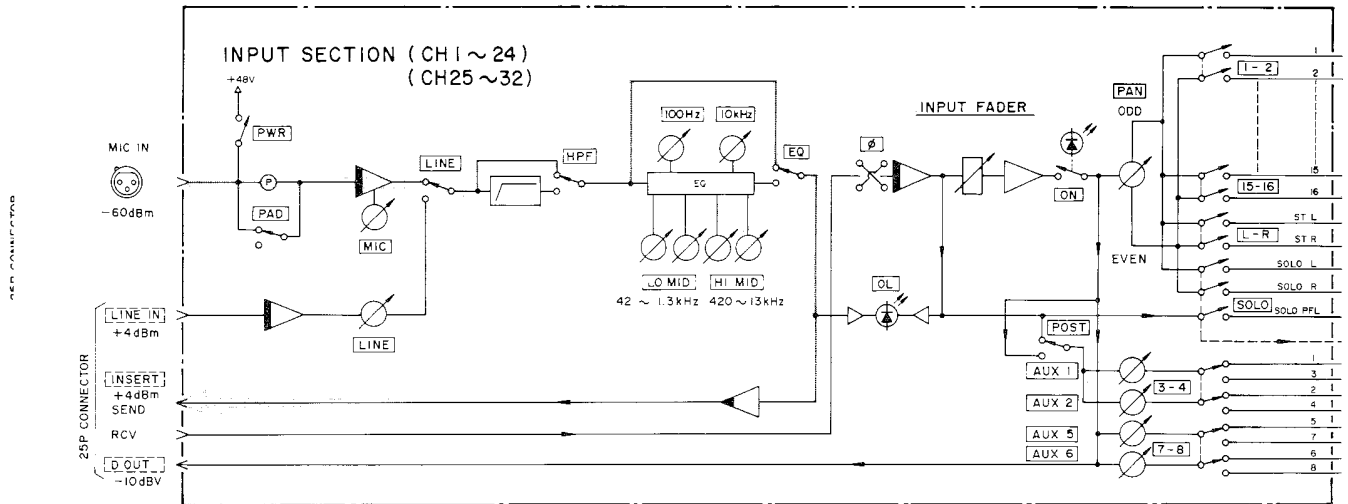 INPUT SECTION (CH1~24)
(CH25~32)
+48V
PWR
MIC IN
-60dBm
P
PAD
MIC
LINE
HPF
100Hz
10kHz
EQ
EQ
LO MID
HI MID
42 ~ 1.3kHz
420~13kHz
INPUT FADER
Ø
ON
OL
PAN
ODD
EVEN
1
1-2
2
15
15-16
16
ST L
L-R
ST R
SOLO L
SOLO R
SOLO
SOLO PFL
POST
AUX 1
AUX 2
AUX 5
AUX 6
3-4
7-8
1
3
2
4
5
7
6
8
25P CONNECTOR
LINE IN
+4dBm
LINE
INSERT
+4dBm
SEND
RCV
D OUT
-10dBV